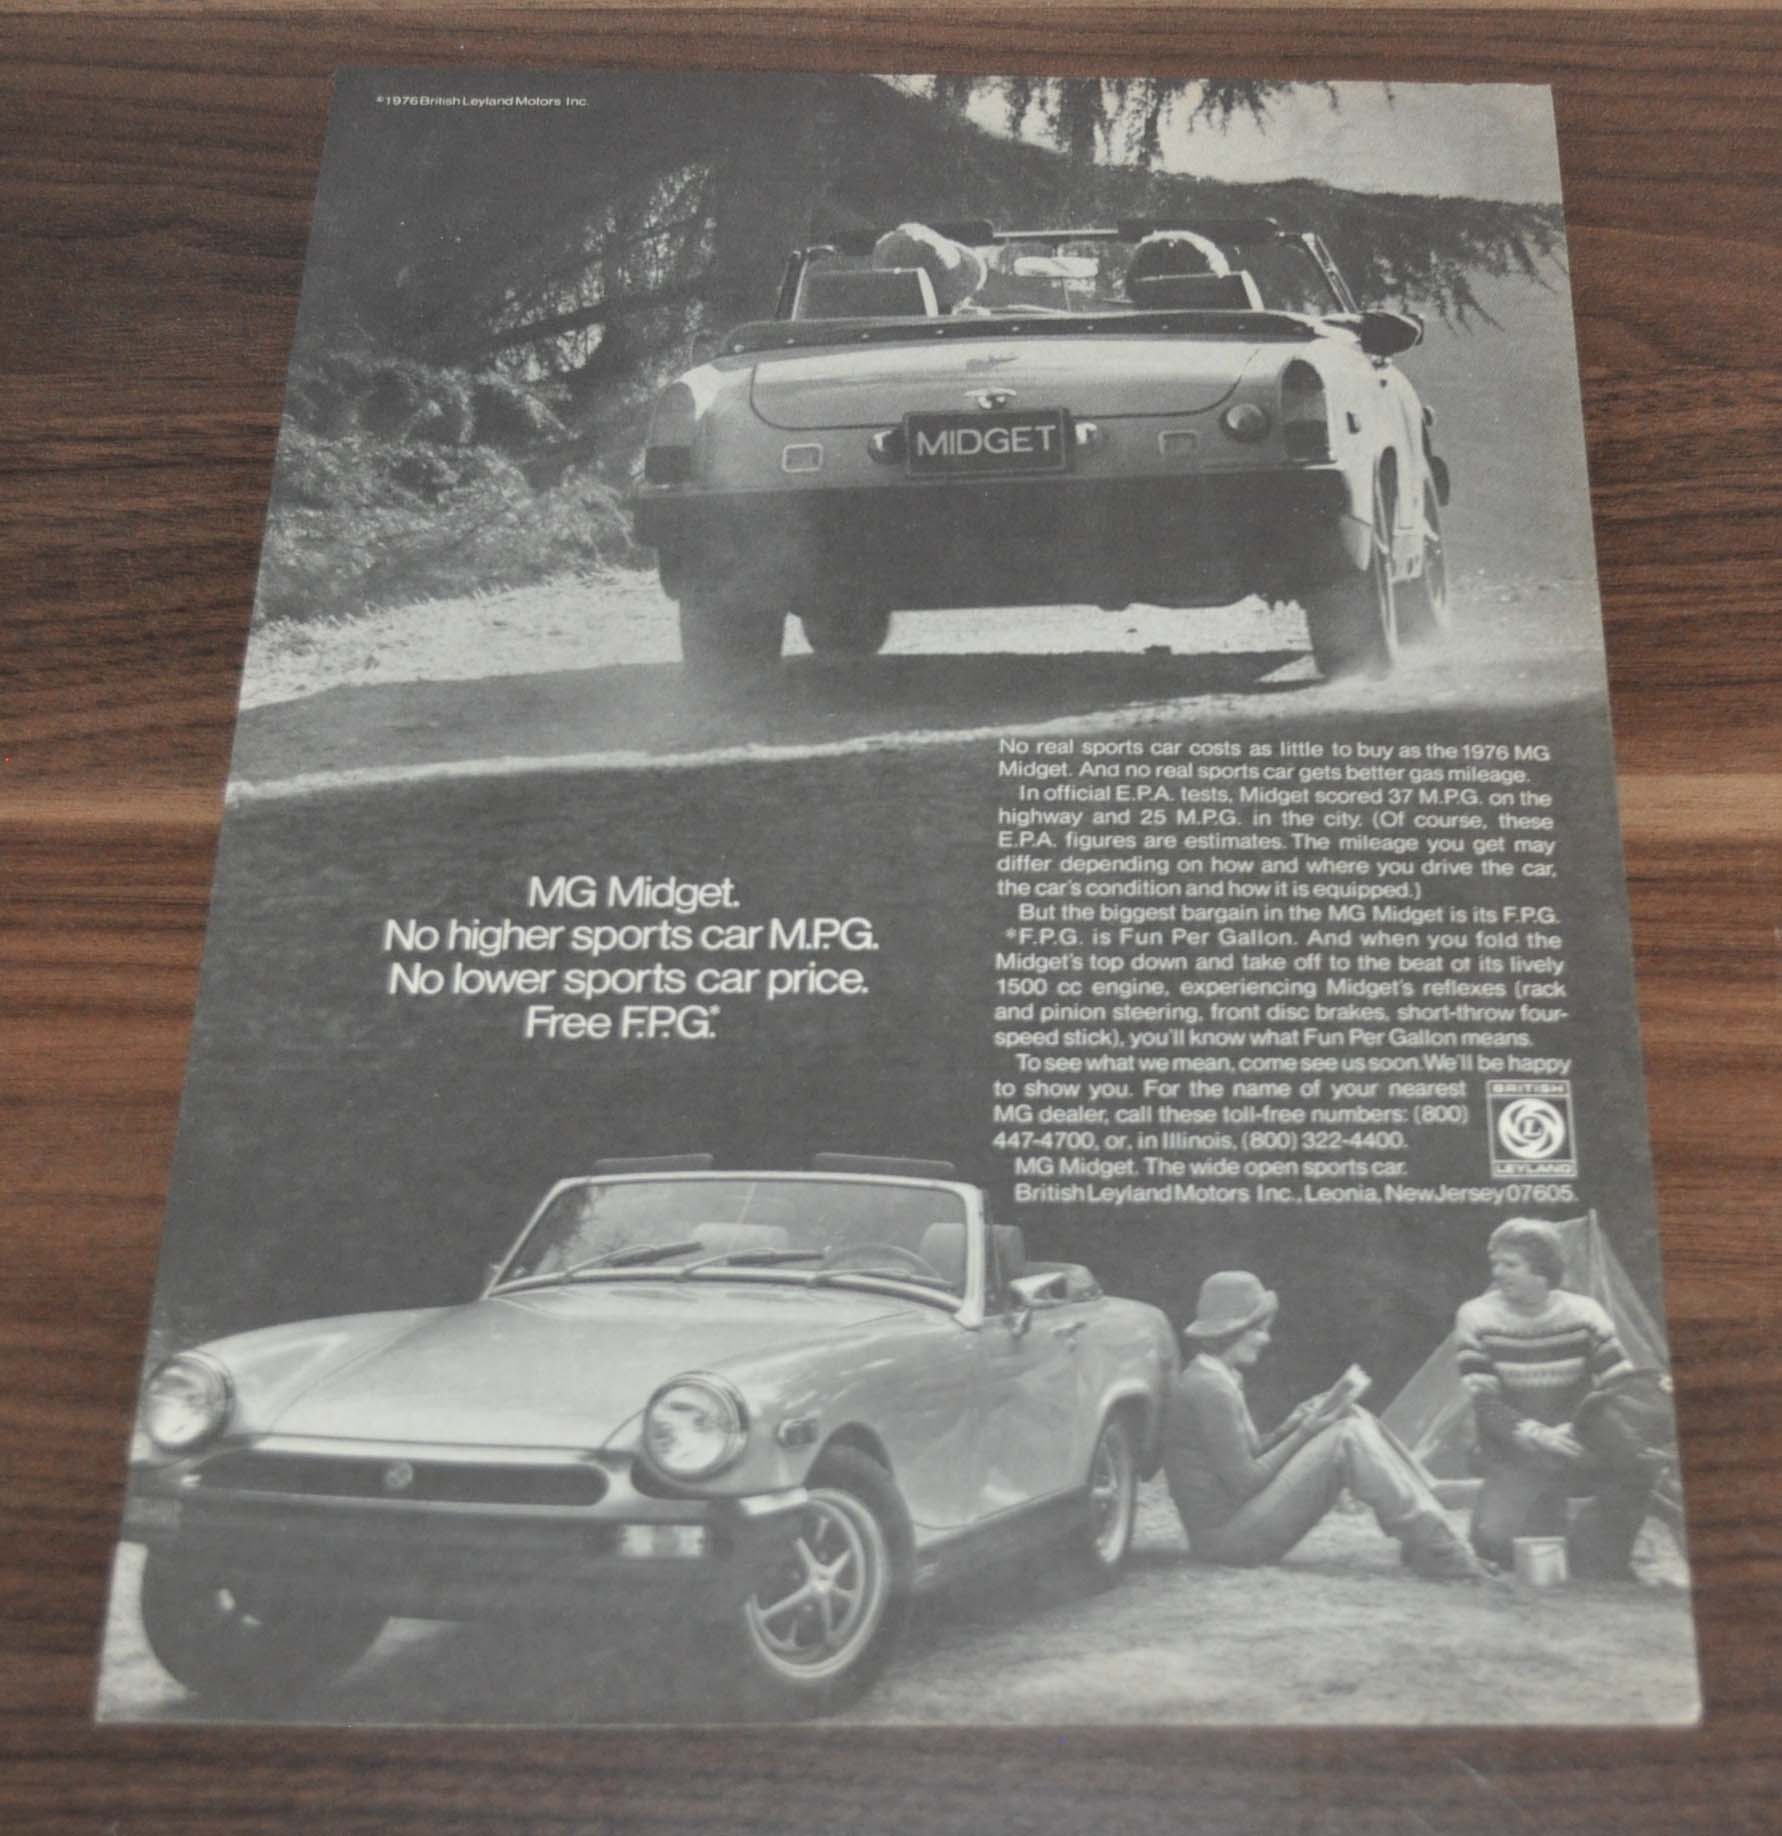 ©1976 British Leyland Motors Inc.
MIDGET
No real sports car costs as little to buy as the 1976 MG
Midget. And no real sports car gets better gas mileage.
In official E.P.A. tests, Midget scored 37 M.P.G. on the
highway and 25 M.P.G. in the city. (Of course, these
E.P.A. figures are estimates. The mileage you get may
differ depending on how and where you drive the car,
the car's condition and how it is equipped.)
But the biggest bargain in the MG Midget is its F.P.G.
*F.P.G. is Fun Per Gallon. And when you fold the
Midget's top down and take off to the beat of its lively
1500 cc engine, experiencing Midget's reflexes (rack
and pinion steering, front disc brakes, short-throw four-
speed stick), you'll know what Fun Per Gallon means.
To see what we mean, come see us soon. We'll be happy
to show you. For the name of your nearest
MG dealer, call these toll-free numbers: (800)
447-4700, or, in Illinois, (800) 322-4400.
MG Midget. The wide open sports car.
British Leyland Motors Inc., Leonia, New Jersey 07605.
BRITISH
L
LEYLAND
MG Midget.
No higher sports car M.P.G.
No lower sports car price.
Free F.P.G.*